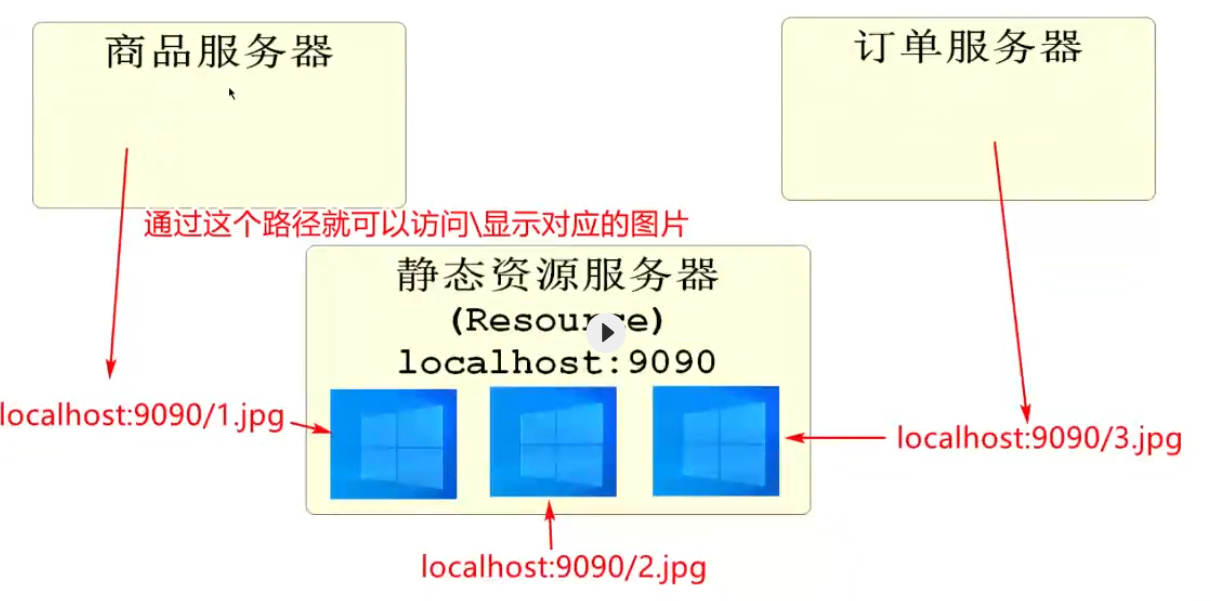 商品服务器
订单服务器
通过这个路径就可以访问\显示对应的图片
静态资源服务器
(Resource)
localhost:9090
localhost:9090/1.jpg
localhost:9090/3.jpg
localhost:9090/2.jpg